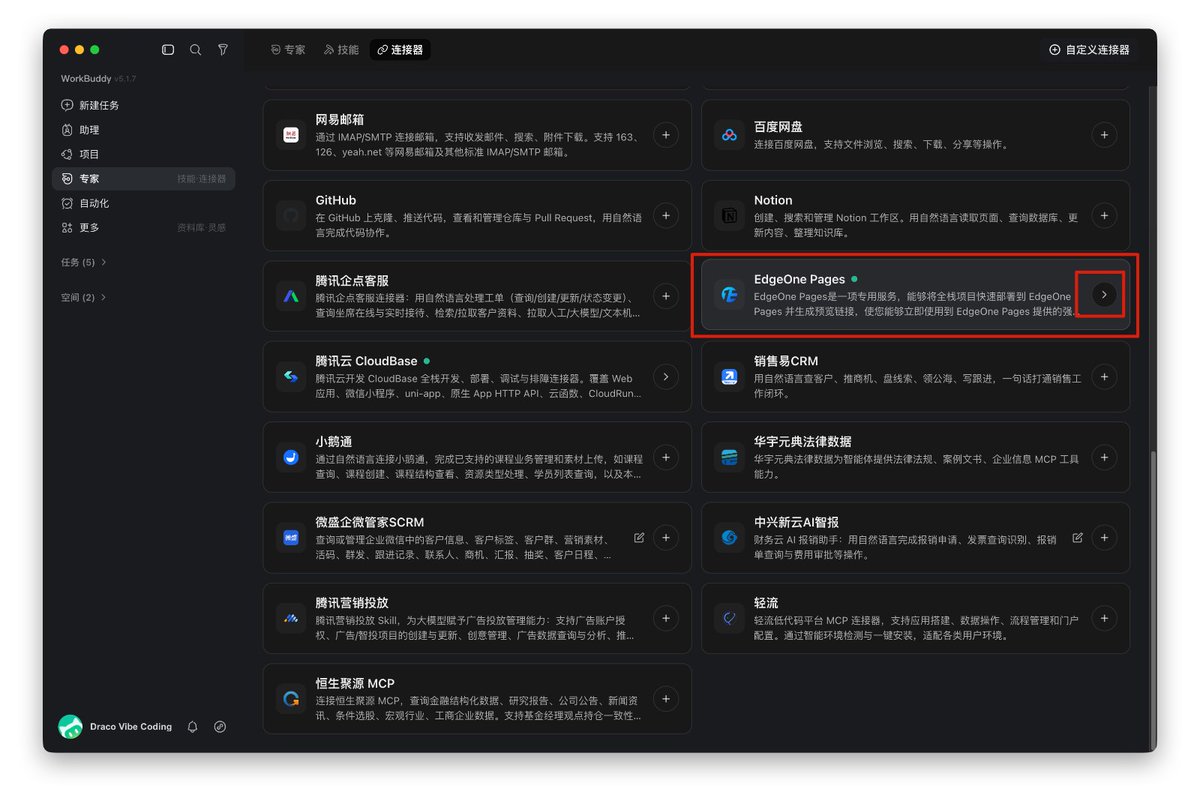 专家
技能
连接器
自定义连接器
WorkBuddy v5.1.7
新建任务
助理
项目
专家
技能·连接器
自动化
更多
资料库·灵感
任务 (5)
空间 (2)
网易邮箱
通过 IMAP/SMTP 连接邮箱，支持收发邮件、搜索、附件下载。支持 163、
126、yeah.net 等网易邮箱及其他标准 IMAP/SMTP 邮箱。
百度网盘
连接百度网盘，支持文件浏览、搜索、下载、分享等操作。
GitHub
在 GitHub 上克隆、推送代码，查看和管理仓库与 Pull Request，用自然语
言完成代码协作。
Notion
创建、搜索和管理 Notion 工作区。用自然语言读取页面、查询数据库、更
新内容、整理知识库。
腾讯企点客服
腾讯企点客服连接器：用自然语言处理工单（查询/创建/更新/状态变更）、
查询坐席在线与实时接待、检索/拉取客户资料、拉取人工/大模型/文本机...
EdgeOne Pages
EdgeOne Pages是一项专用服务，能够将全栈项目快速部署到 EdgeOne
Pages 并生成预览链接，使您能够立即使用到 EdgeOne Pages 提供的强...
腾讯云 CloudBase
腾讯云开发 CloudBase 全栈开发、部署、调试与排障连接器。覆盖 Web
应用、微信小程序、uni-app、原生 App HTTP API、云函数、CloudRun...
销售易CRM
用自然语言查客户、推商机、盘线索、领公海、写跟进，一句话打通销售工
作闭环。
小鹅通
通过自然语言连接小鹅通，完成已支持的课程业务管理和素材上传，如课程
查询、课程创建、课程结构查看、资源类型处理、学员列表查询，以及本...
华宇元典法律数据
华宇元典法律数据为智能体提供法律法规、案例文书、企业信息 MCP 工具
能力。
微盛企微管家SCRM
查询或管理企业微信中的客户信息、客户标签、客户群、营销素材、
活码、群发、跟进记录、联系人、商机、汇报、抽奖、客户日程、...
中兴新云AI智报
财务云 AI 报销助手：用自然语言完成报销申请、发票查询识别、报销
单查询与费用审批等操作。
腾讯营销投放
腾讯营销投放 Skill，为大模型赋予广告投放管理能力：支持广告账户授
权、广告/智投项目的创建与更新、创意管理、广告数据查询与分析、推...
轻流
轻流低代码平台 MCP 连接器，支持应用搭建、数据操作、流程管理和门户
配置。通过智能环境检测与一键安装，适配各类用户环境。
恒生聚源 MCP
连接恒生聚源 MCP，查询金融结构化数据、研究报告、公司公告、新闻资
讯、条件选股、宏观行业、工商企业数据。支持基金经理观点持仓一致性...
Draco Vibe Coding